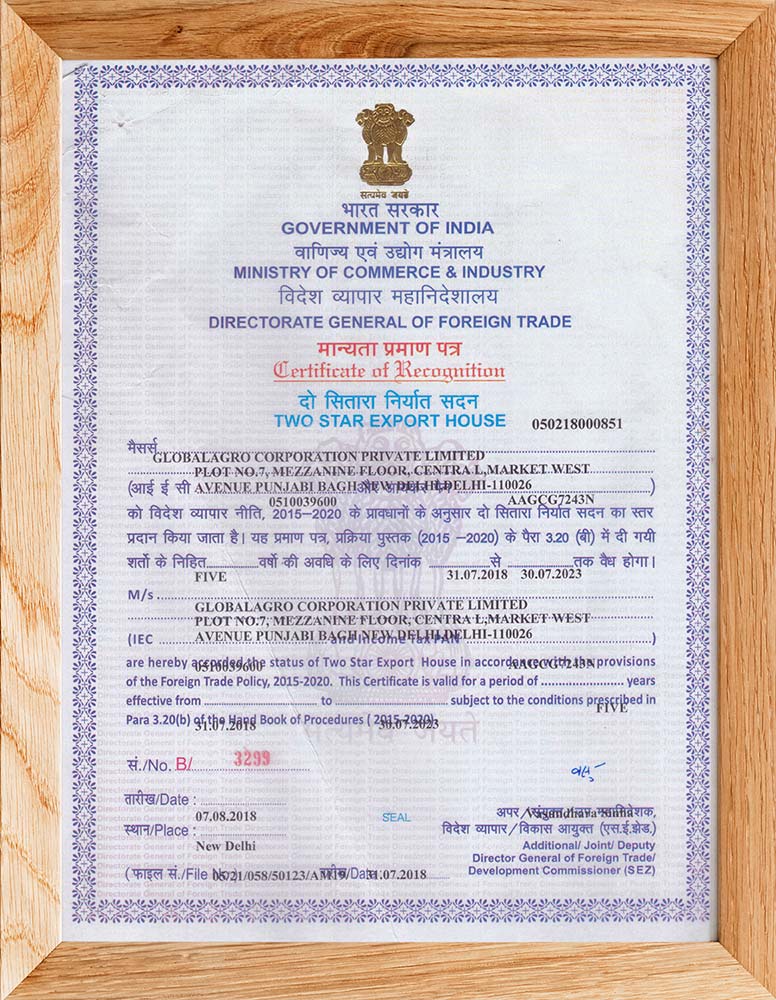 सत्यमेव जयते
भारत सरकार
GOVERNMENT OF INDIA
वाणिज्य एवं उद्योग मंत्रालय
MINISTRY OF COMMERCE & INDUSTRY
विदेश व्यापार महानिदेशालय
DIRECTORATE GENERAL OF FOREIGN TRADE
मान्यता प्रमाण पत्र
Certificate of Recognition
दो सितारा निर्यात सदन
TWO STAR EXPORT HOUSE 050218000851
मैसर्स
GLOBALAGRO CORPORATION PRIVATE LIMITED
PLOT NO.7, MEZZANINE FLOOR, CENTRA L,MARKET WEST
(आई ई सी AVENUE PUNJABI BAGH NEW DELHI,DELHI-110026 )
0510039600 AAGCG7243N
को विदेश व्यापार नीति, 2015–2020 के प्रावधानों के अनुसार दो सितारा निर्यात सदन का स्तर
प्रदान किया जाता है। यह प्रमाण पत्र, प्रक्रिया पुस्तक (2015 –2020) के पैरा 3.20 (बी) में दी गयी
शर्तो के निहित..........वर्षो की अवधि के लिए दिनांक ............से .............तक वैध होगा।
FIVE 31.07.2018 30.07.2023
M/s
GLOBALAGRO CORPORATION PRIVATE LIMITED
PLOT NO.7, MEZZANINE FLOOR, CENTRA L,MARKET WEST
(IEC AVENUE PUNJABI BAGH NEW DELHI,DELHI-110026 and Income Tax PAN )
0510039600 AAGCG7243N
are hereby accorded the status of Two Star Export House in accordance with the provisions
of the Foreign Trade Policy, 2015-2020. This Certificate is valid for a period of ..................... years
effective from ............................ to ............................ subject to the conditions prescribed in
FIVE
Para 3.20(b) of the Hand Book of Procedures ( 2015-2020).
31.07.2018 30.07.2023
सत्यमेव जयते
सं./No. B/ 3299
तारीख/Date :
07.08.2018
स्थान/Place :
New Delhi
SEAL
अपर /
विदेश व्यापार/विकास आयुक्त (एस.ई.झेड.)
Additional/ Joint/ Deputy
Director General of Foreign Trade/
Development Commissioner (SEZ)
( फाइल सं./File No. 05/21/058/50123/AM19/ तारीख/Date 31.07.2018